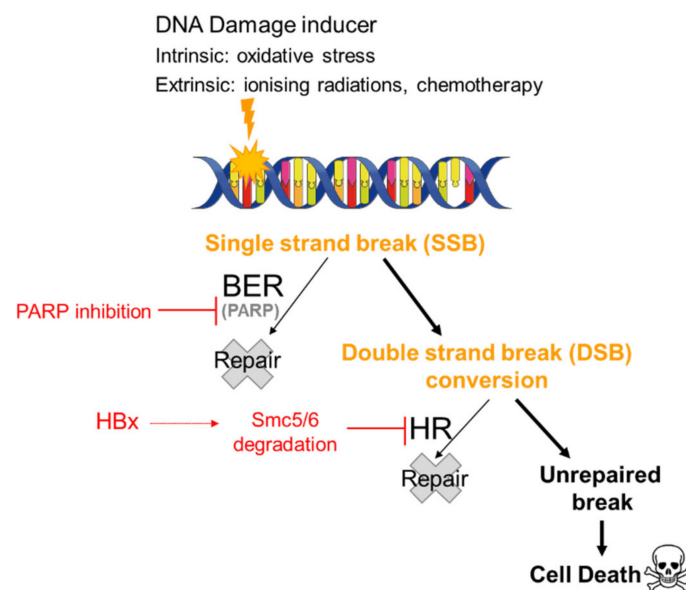 DNA Damage inducer
Intrinsic: oxidative stress
Extrinsic: ionising radiations, chemotherapy
Single strand break (SSB)
BER
(PARP)
PARP inhibition
Repair
Double strand break (DSB)
conversion
HBx
Smc5/6
degradation
HR
Repair
Unrepaired
break
Cell Death